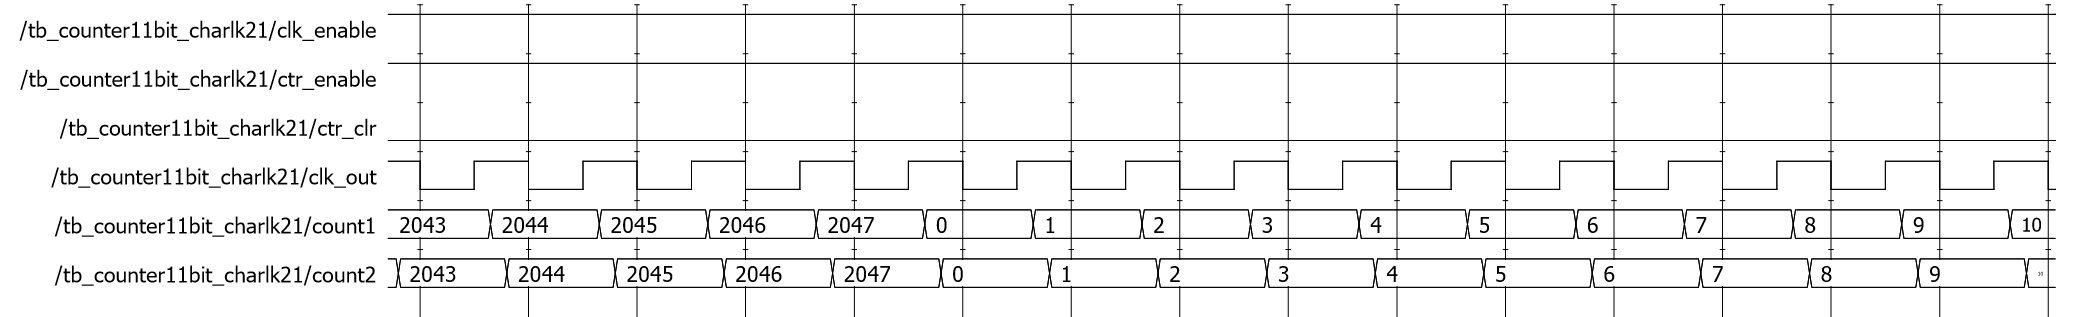 /tb_counter11bit_charlk21/clk_enable
/tb_counter11bit_charlk21/ctr_enable
/tb_counter11bit_charlk21/ctr_clr
/tb_counter11bit_charlk21/clk_out
/tb_counter11bit_charlk21/count1 2043 2044 2045 2046 2047 0 1 2 3 4 5 6 7 8 9 10
/tb_counter11bit_charlk21/count2 2043 2044 2045 2046 2047 0 1 2 3 4 5 6 7 8 9